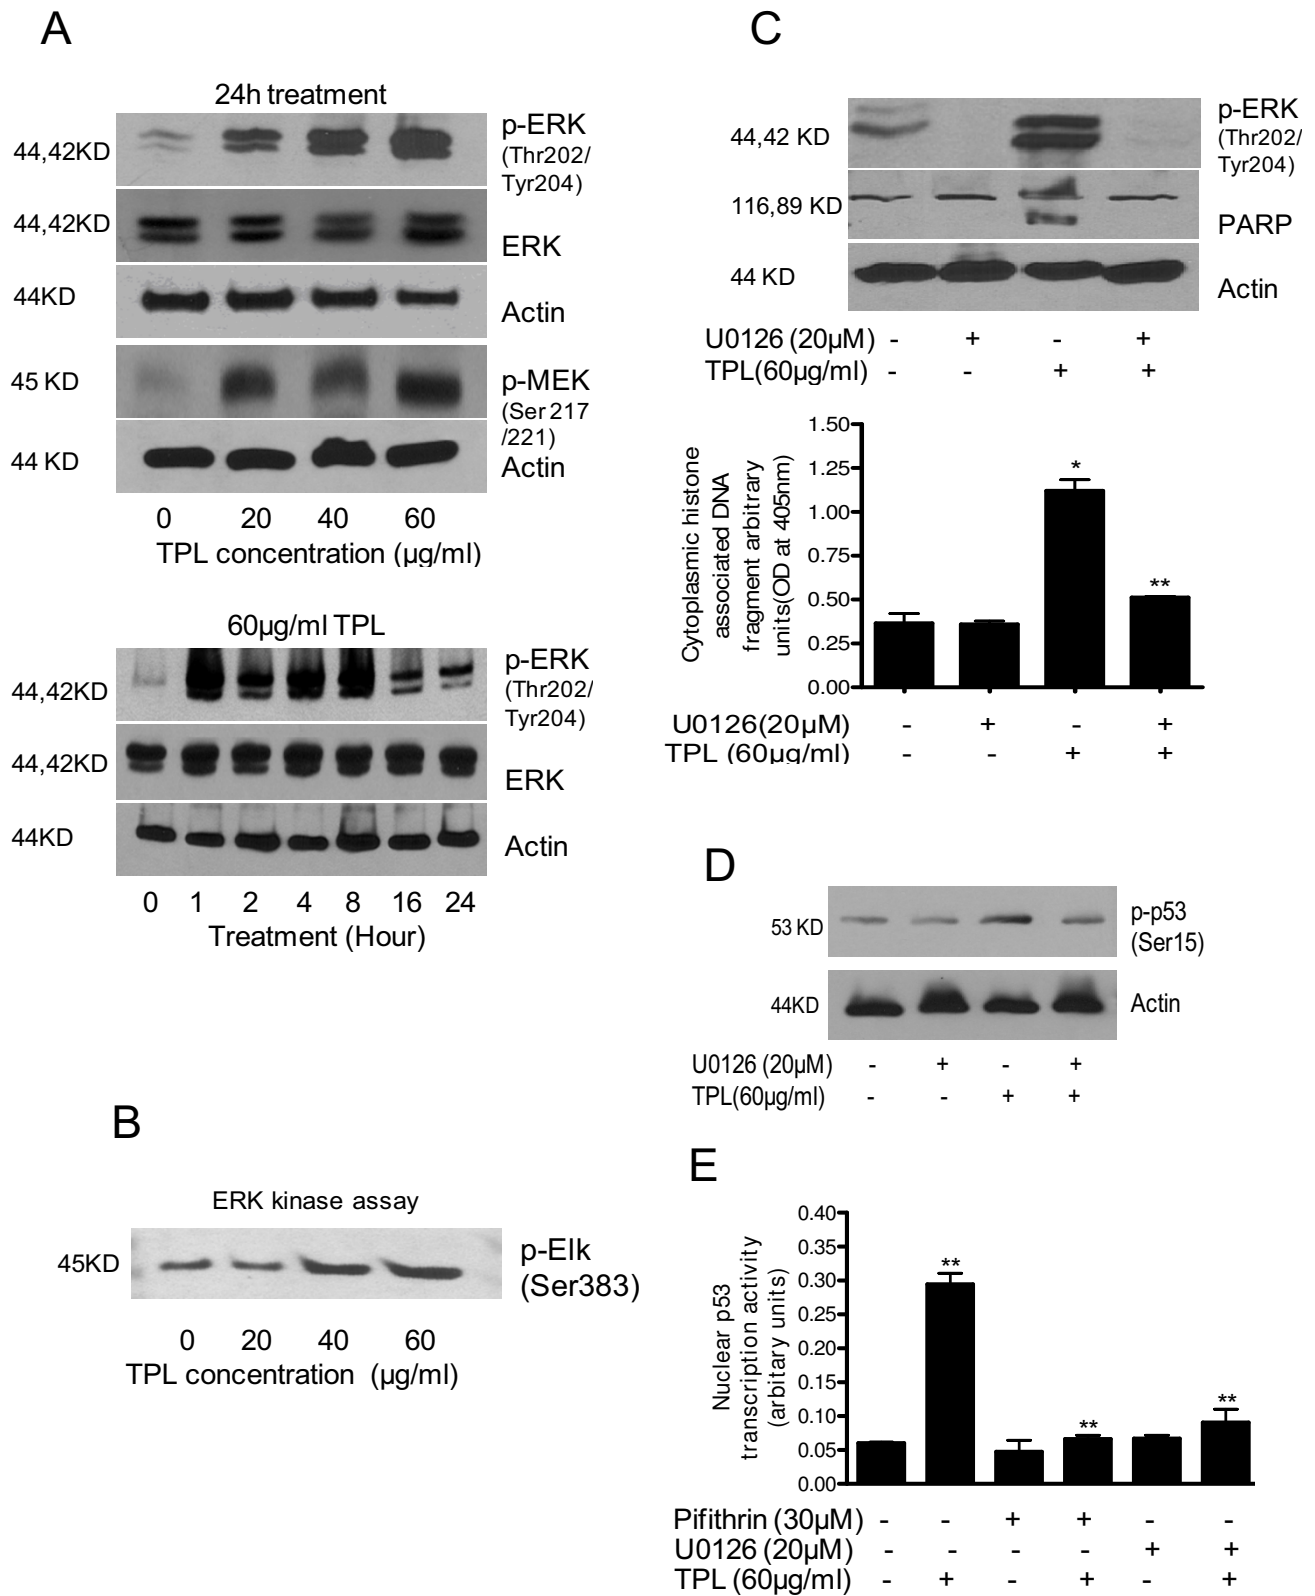 A
24h treatment
44,42KD
p-ERK
(Thr202/
Tyr204)
44,42KD
ERK
44KD
Actin
45 KD
p-MEK
(Ser 217
/221)
44 KD
Actin
0 20 40 60
TPL concentration (µg/ml)
60µg/ml TPL
44,42KD
p-ERK
(Thr202/
Tyr204)
44,42KD
ERK
44KD
Actin
0 1 2 4 8 16 24
Treatment (Hour)
B
ERK kinase assay
45KD
p-Elk
(Ser383)
0 20 40 60
TPL concentration (µg/ml)
C
44,42 KD
p-ERK
(Thr202/
Tyr204)
116,89 KD
PARP
44 KD
Actin
U0126 (20µM) - + - +
TPL(60µg/ml) - - + +
Cytoplasmic histone
associated DNA
fragment arbitrary
units(OD at 405nm)
1.50
1.25
1.00
0.75
0.50
0.25
0.00
*
**
U0126(20µM) - + - +
TPL (60µg/ml) - - + +
D
53 KD
p-p53
(Ser15)
44KD
Actin
U0126 (20µM) - + - +
TPL(60µg/ml) - - + +
E
Nuclear p53
transcription activity
(arbitary units)
0.40
0.35
0.30
0.25
0.20
0.15
0.10
0.05
0.00
**
**
**
Pifithrin (30µM) - - + + - -
U0126 (20µM) - - - - + +
TPL (60µg/ml) - + - + - +